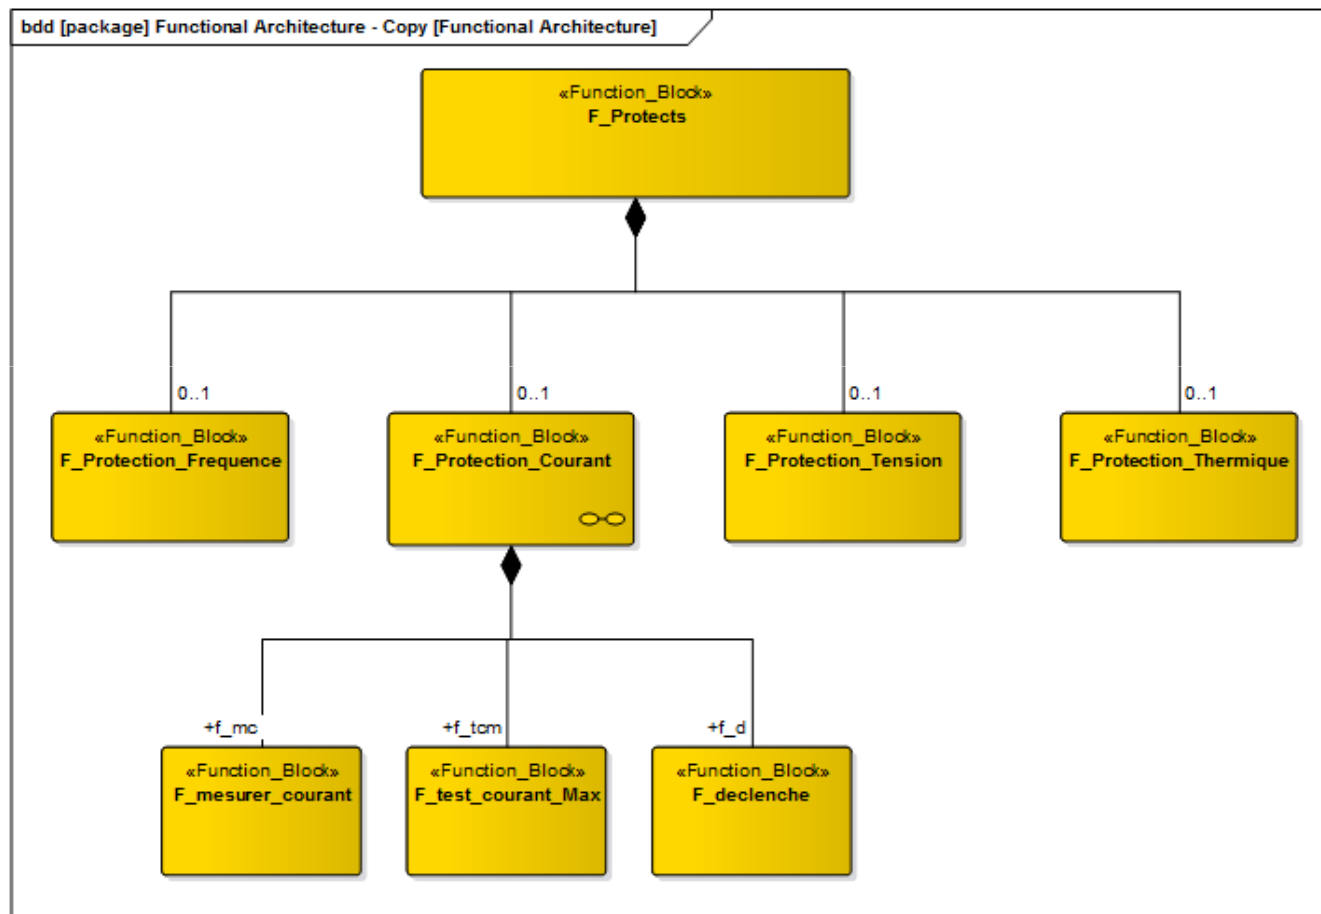 bdd [package] Functional Architecture - Copy [Functional Architecture]
«Function_Block»
F_Protects
0..1
0..1
0..1
0..1
«Function_Block»
F_Protection_Frequence
«Function_Block»
F_Protection_Courant
«Function_Block»
F_Protection_Tension
«Function_Block»
F_Protection_Thermique
+f_mc
+f_tcm
+f_d
«Function_Block»
F_mesurer_courant
«Function_Block»
F_test_courant_Max
«Function_Block»
F_declenche